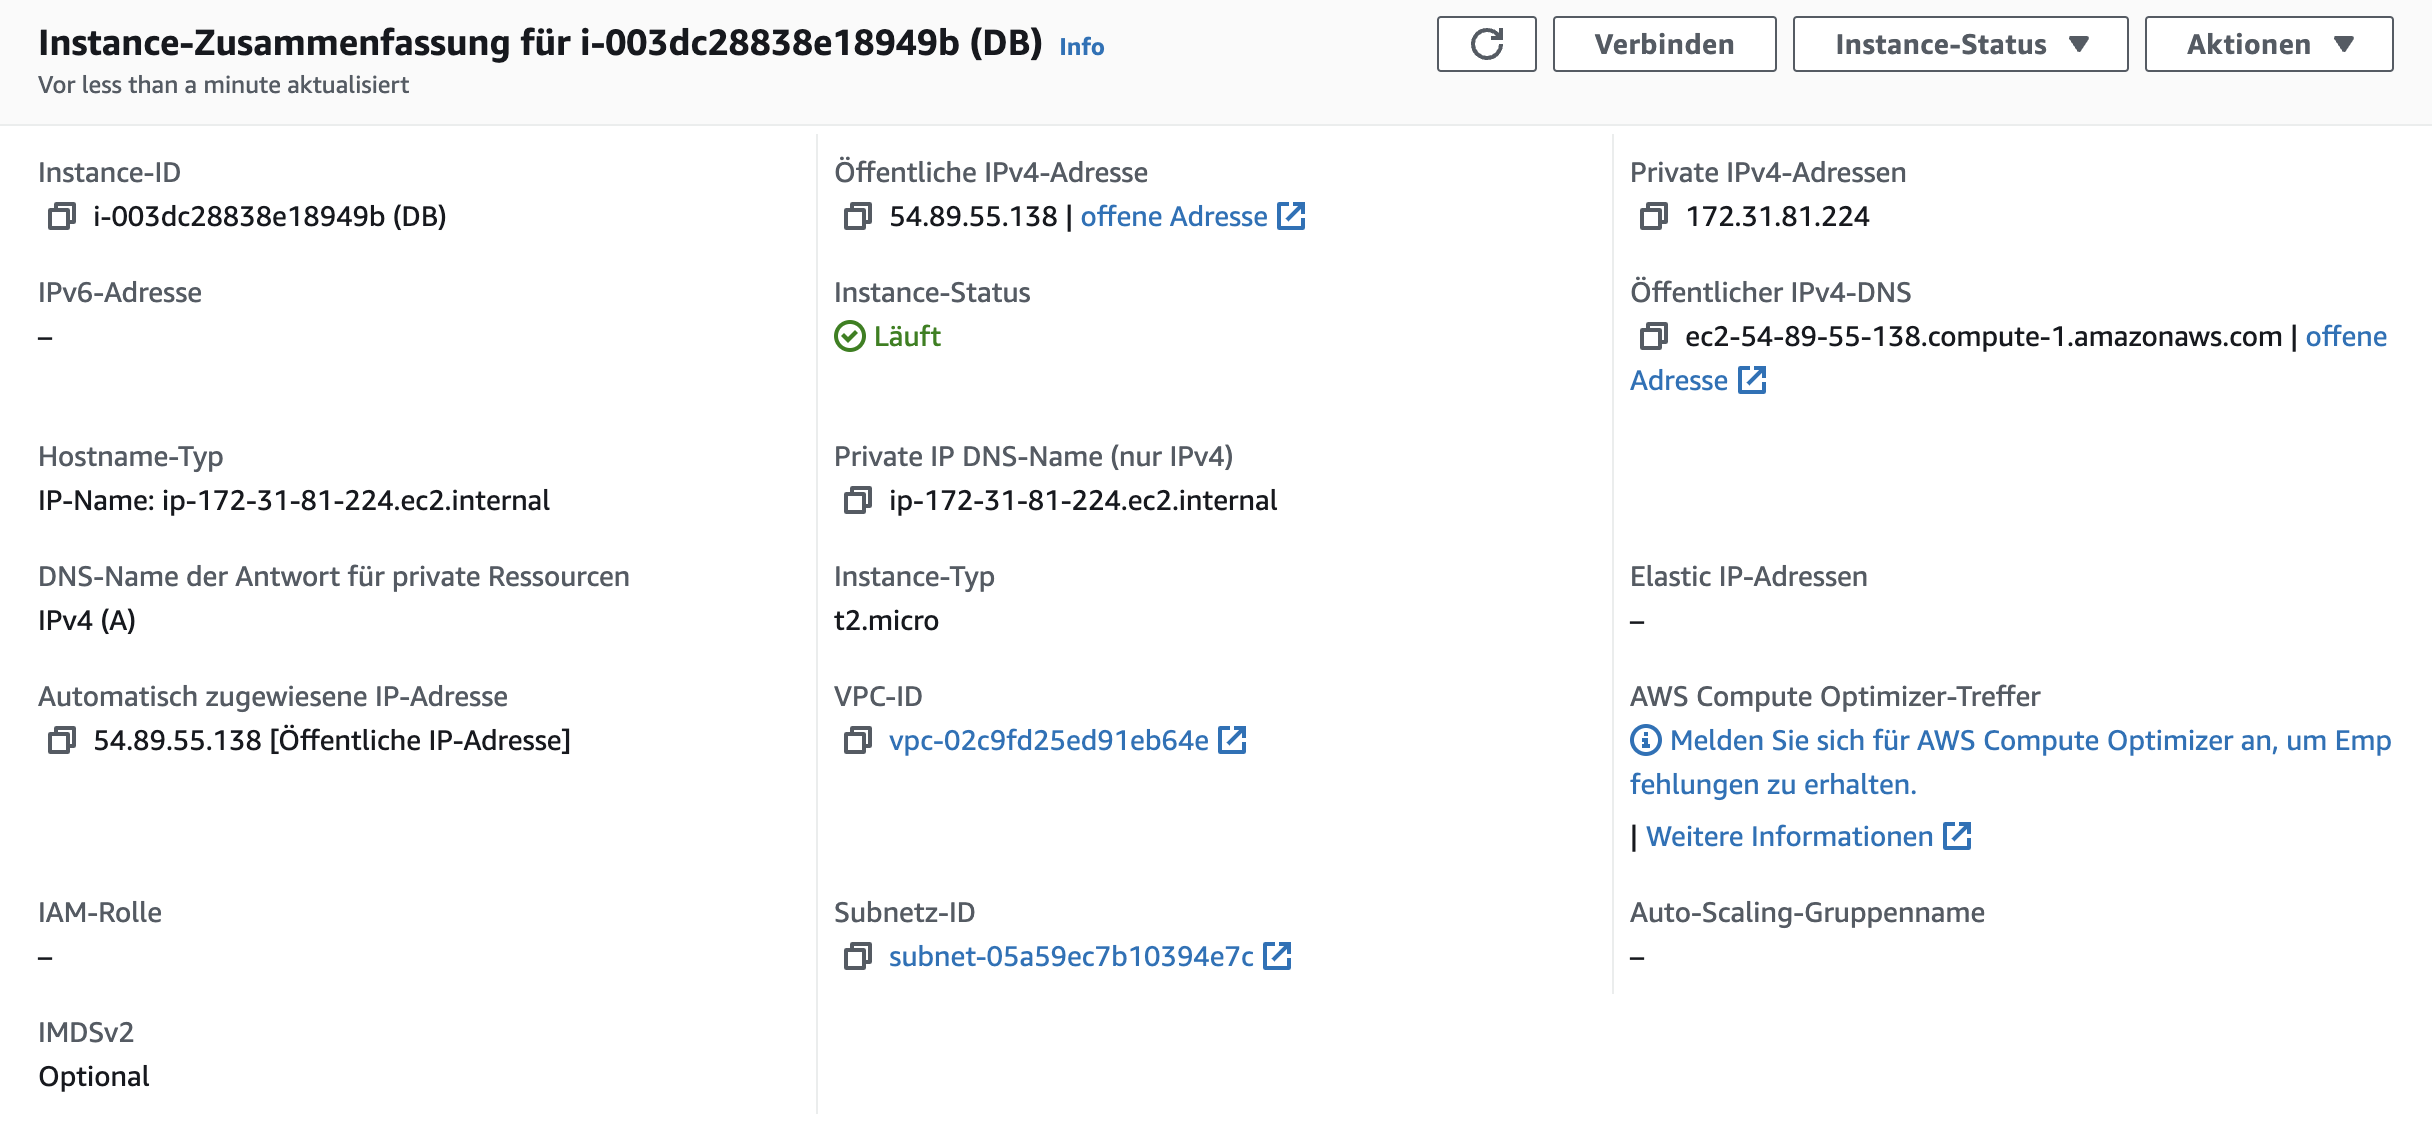 Instance-Zusammenfassung für i-003dc28838e18949b (DB) Info
Vor less than a minute aktualisiert
Verbinden
Instance-Status
Aktionen
Instance-ID
i-003dc28838e18949b (DB)
Öffentliche IPv4-Adresse
54.89.55.138 | offene Adresse
Private IPv4-Adressen
172.31.81.224
IPv6-Adresse
–
Instance-Status
Läuft
Öffentlicher IPv4-DNS
ec2-54-89-55-138.compute-1.amazonaws.com | offene
Adresse
Hostname-Typ
IP-Name: ip-172-31-81-224.ec2.internal
Private IP DNS-Name (nur IPv4)
ip-172-31-81-224.ec2.internal
DNS-Name der Antwort für private Ressourcen
IPv4 (A)
Instance-Typ
t2.micro
Elastic IP-Adressen
–
Automatisch zugewiesene IP-Adresse
54.89.55.138 [Öffentliche IP-Adresse]
VPC-ID
vpc-02c9fd25ed91eb64e
AWS Compute Optimizer-Treffer
Melden Sie sich für AWS Compute Optimizer an, um Emp
fehlungen zu erhalten.
| Weitere Informationen
IAM-Rolle
–
Subnetz-ID
subnet-05a59ec7b10394e7c
Auto-Scaling-Gruppenname
–
IMDSv2
Optional